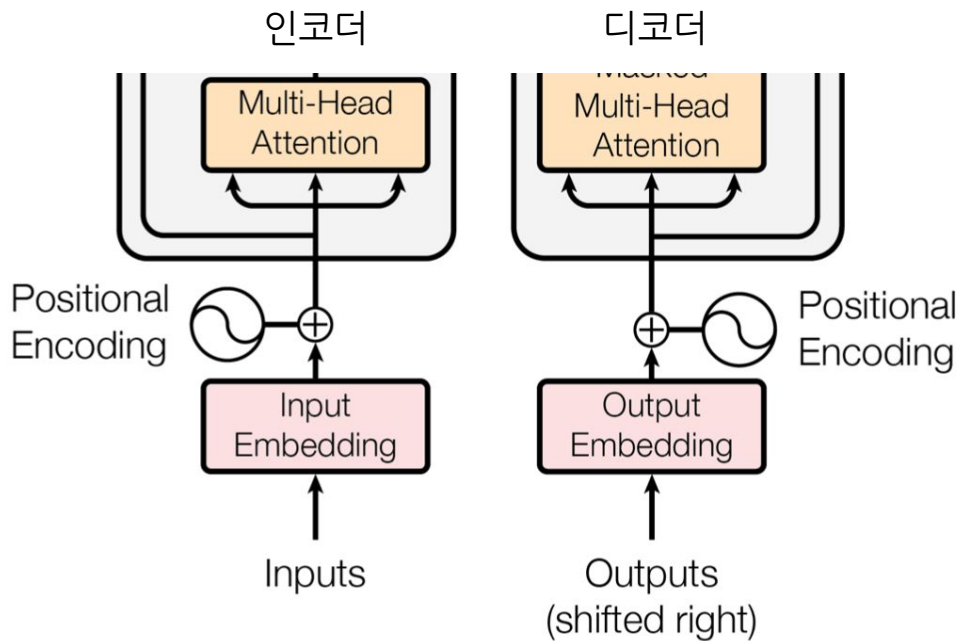 인코더
디코더
Multi-Head
Attention
Masked
Multi-Head
Attention
Positional
Encoding
Positional
Encoding
Input
Embedding
Output
Embedding
Inputs
Outputs
(shifted right)